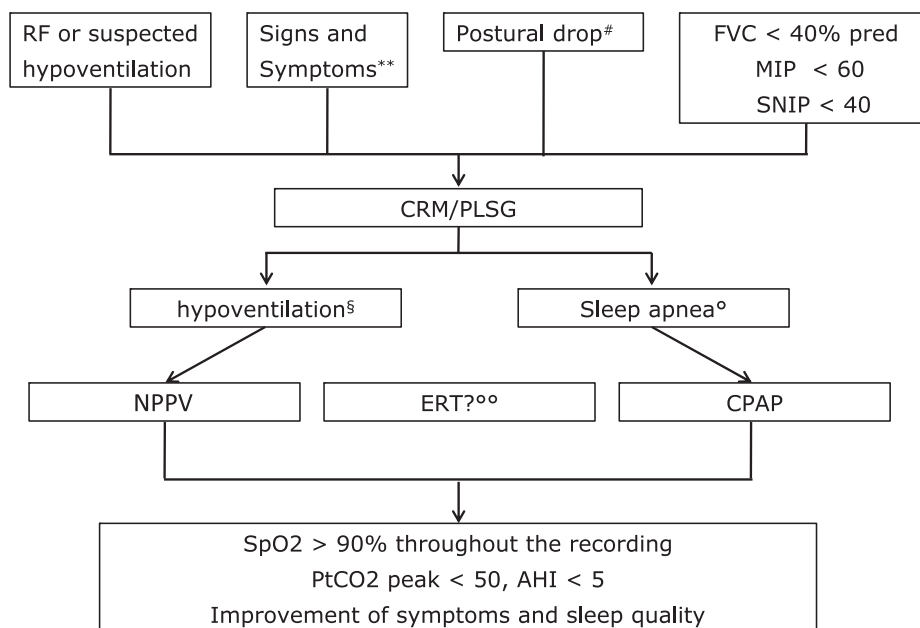 RF or suspected
hypoventilation
Signs and
Symptoms**
Postural drop#
FVC < 40% pred
MIP < 60
SNIP < 40
CRM/PLSG
hypoventilation§
Sleep apnea°
NPPV
ERT?°°
CPAP
SpO2 > 90% throughout the recording
PtCO2 peak < 50, AHI < 5
Improvement of symptoms and sleep quality